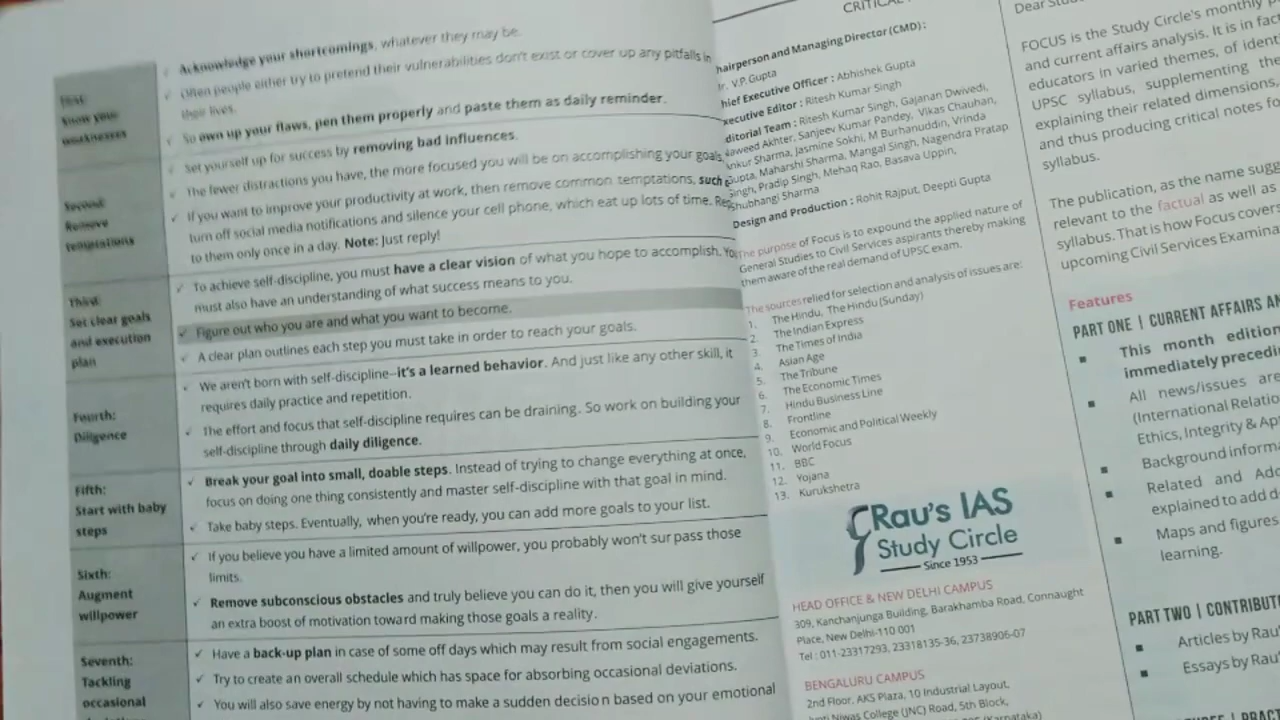 First:
Know your
weaknesses
✓ Acknowledge your shortcomings, whatever they may be.
✓ Often people either try to pretend their vulnerabilities don't exist or cover up any pitfalls in
their lives.
✓ So own up your flaws, pen them properly and paste them as daily reminder.
Second:
Remove
temptations
✓ Set yourself up for success by removing bad influences.
✓ The fewer distractions you have, the more focused you will be on accomplishing your goals
✓ If you want to improve your productivity at work, then remove common temptations, such
turn off social media notifications and silence your cell phone, which eat up lots of time.
to them only once in a day. Note: Just reply!
Third:
Set clear goals
and execution
plan
✓ To achieve self-discipline, you must have a clear vision of what you hope to accomplish. You
must also have an understanding of what success means to you.
✓ Figure out who you are and what you want to become.
✓ A clear plan outlines each step you must take in order to reach your goals.
Fourth:
Diligence
✓ We aren't born with self-discipline--it's a learned behavior. And just like any other skill, it
requires daily practice and repetition.
✓ The effort and focus that self-discipline requires can be draining. So work on building your
self-discipline through daily diligence.
Fifth:
Start with baby
steps
✓ Break your goal into small, doable steps. Instead of trying to change everything at once,
focus on doing one thing consistently and master self-discipline with that goal in mind.
✓ Take baby steps. Eventually, when you're ready, you can add more goals to your list.
Sixth:
Augment
willpower
✓ If you believe you have a limited amount of willpower, you probably won't sur pass those
limits.
✓ Remove subconscious obstacles and truly believe you can do it, then you will give yourself
an extra boost of motivation toward making those goals a reality.
Seventh:
Tackling
occasional
✓ Have a back-up plan in case of some off days which may result from social engagements.
✓ Try to create an overall schedule which has space for absorbing occasional deviations.
✓ You will also save energy by not having to make a sudden decision based on your emotional
CRITICAL
hairperson and Managing Director (CMD) :
r. V.P.Gupta
hief Executive Officer : Abhishek Gupta
xecutive Editor : Ritesh Kumar Singh
ditorial Team : Ritesh Kumar Singh, Gajanan Dwivedi,
aweed Akhter, Sanjeev Kumar Pandey, Vikas Chauhan,
nkur Sharma, Jasmine Sokhi, M Burhanuddin, Vrinda
Gupta, Maharshi Sharma, Mangal Singh, Nagendra Pratap
Singh, Pradip Singh, Mehaq Rao, Basava Uppin,
Shubhangi Sharma
Design and Production : Rohit Rajput, Deepti Gupta
The purpose of Focus is to expound the applied nature of
General Studies to Civil Services aspirants thereby making
them aware of the real demand of UPSC exam.
The sources relied for selection and analysis of issues are:
1. The Hindu, The Hindu (Sunday)
2. The Indian Express
3. The Times of India
4. Asian Age
5. The Tribune
6. The Economic Times
7. Hindu Business Line
8. Frontline
9. Economic and Political Weekly
10. World Focus
11. BBC
12. Yojana
13. Kurukshetra
Rau's IAS
Study Circle
Since 1953
HEAD OFFICE & NEW DELHI CAMPUS
309, Kanchanjunga Building, Barakhamba Road, Connaught
Place, New Delhi-110 001
Tel : 011-23317293, 23318135-36, 23738906-07
BENGALURU CAMPUS
2nd Floor, AKS Plaza, 10 Industrial Layout,
Jyoti Niwas College (JNC) Road, 5th Block,
(Karnataka)
Dear
FOCUS is the Study Circle's monthly
and current affairs analysis. It is in fac
educators in varied themes, of ident
UPSC syllabus, supplementing the
explaining their related dimensions,
and thus producing critical notes fo
syllabus.
The publication, as the name sugg
relevant to the factual as well as
syllabus. That is how Focus covers
upcoming Civil Services Examina
Features
PART ONE | CURRENT AFFAIRS AN
▪ This month edition
immediately precedi
▪ All news/issues are
(International Relatio
Ethics, Integrity & Ap
▪ Background informa
▪ Related and Add
explained to add d
▪ Maps and figures
learning.
PART TWO | CONTRIBUT
▪ Articles by Rau'
▪ Essays by Rau'